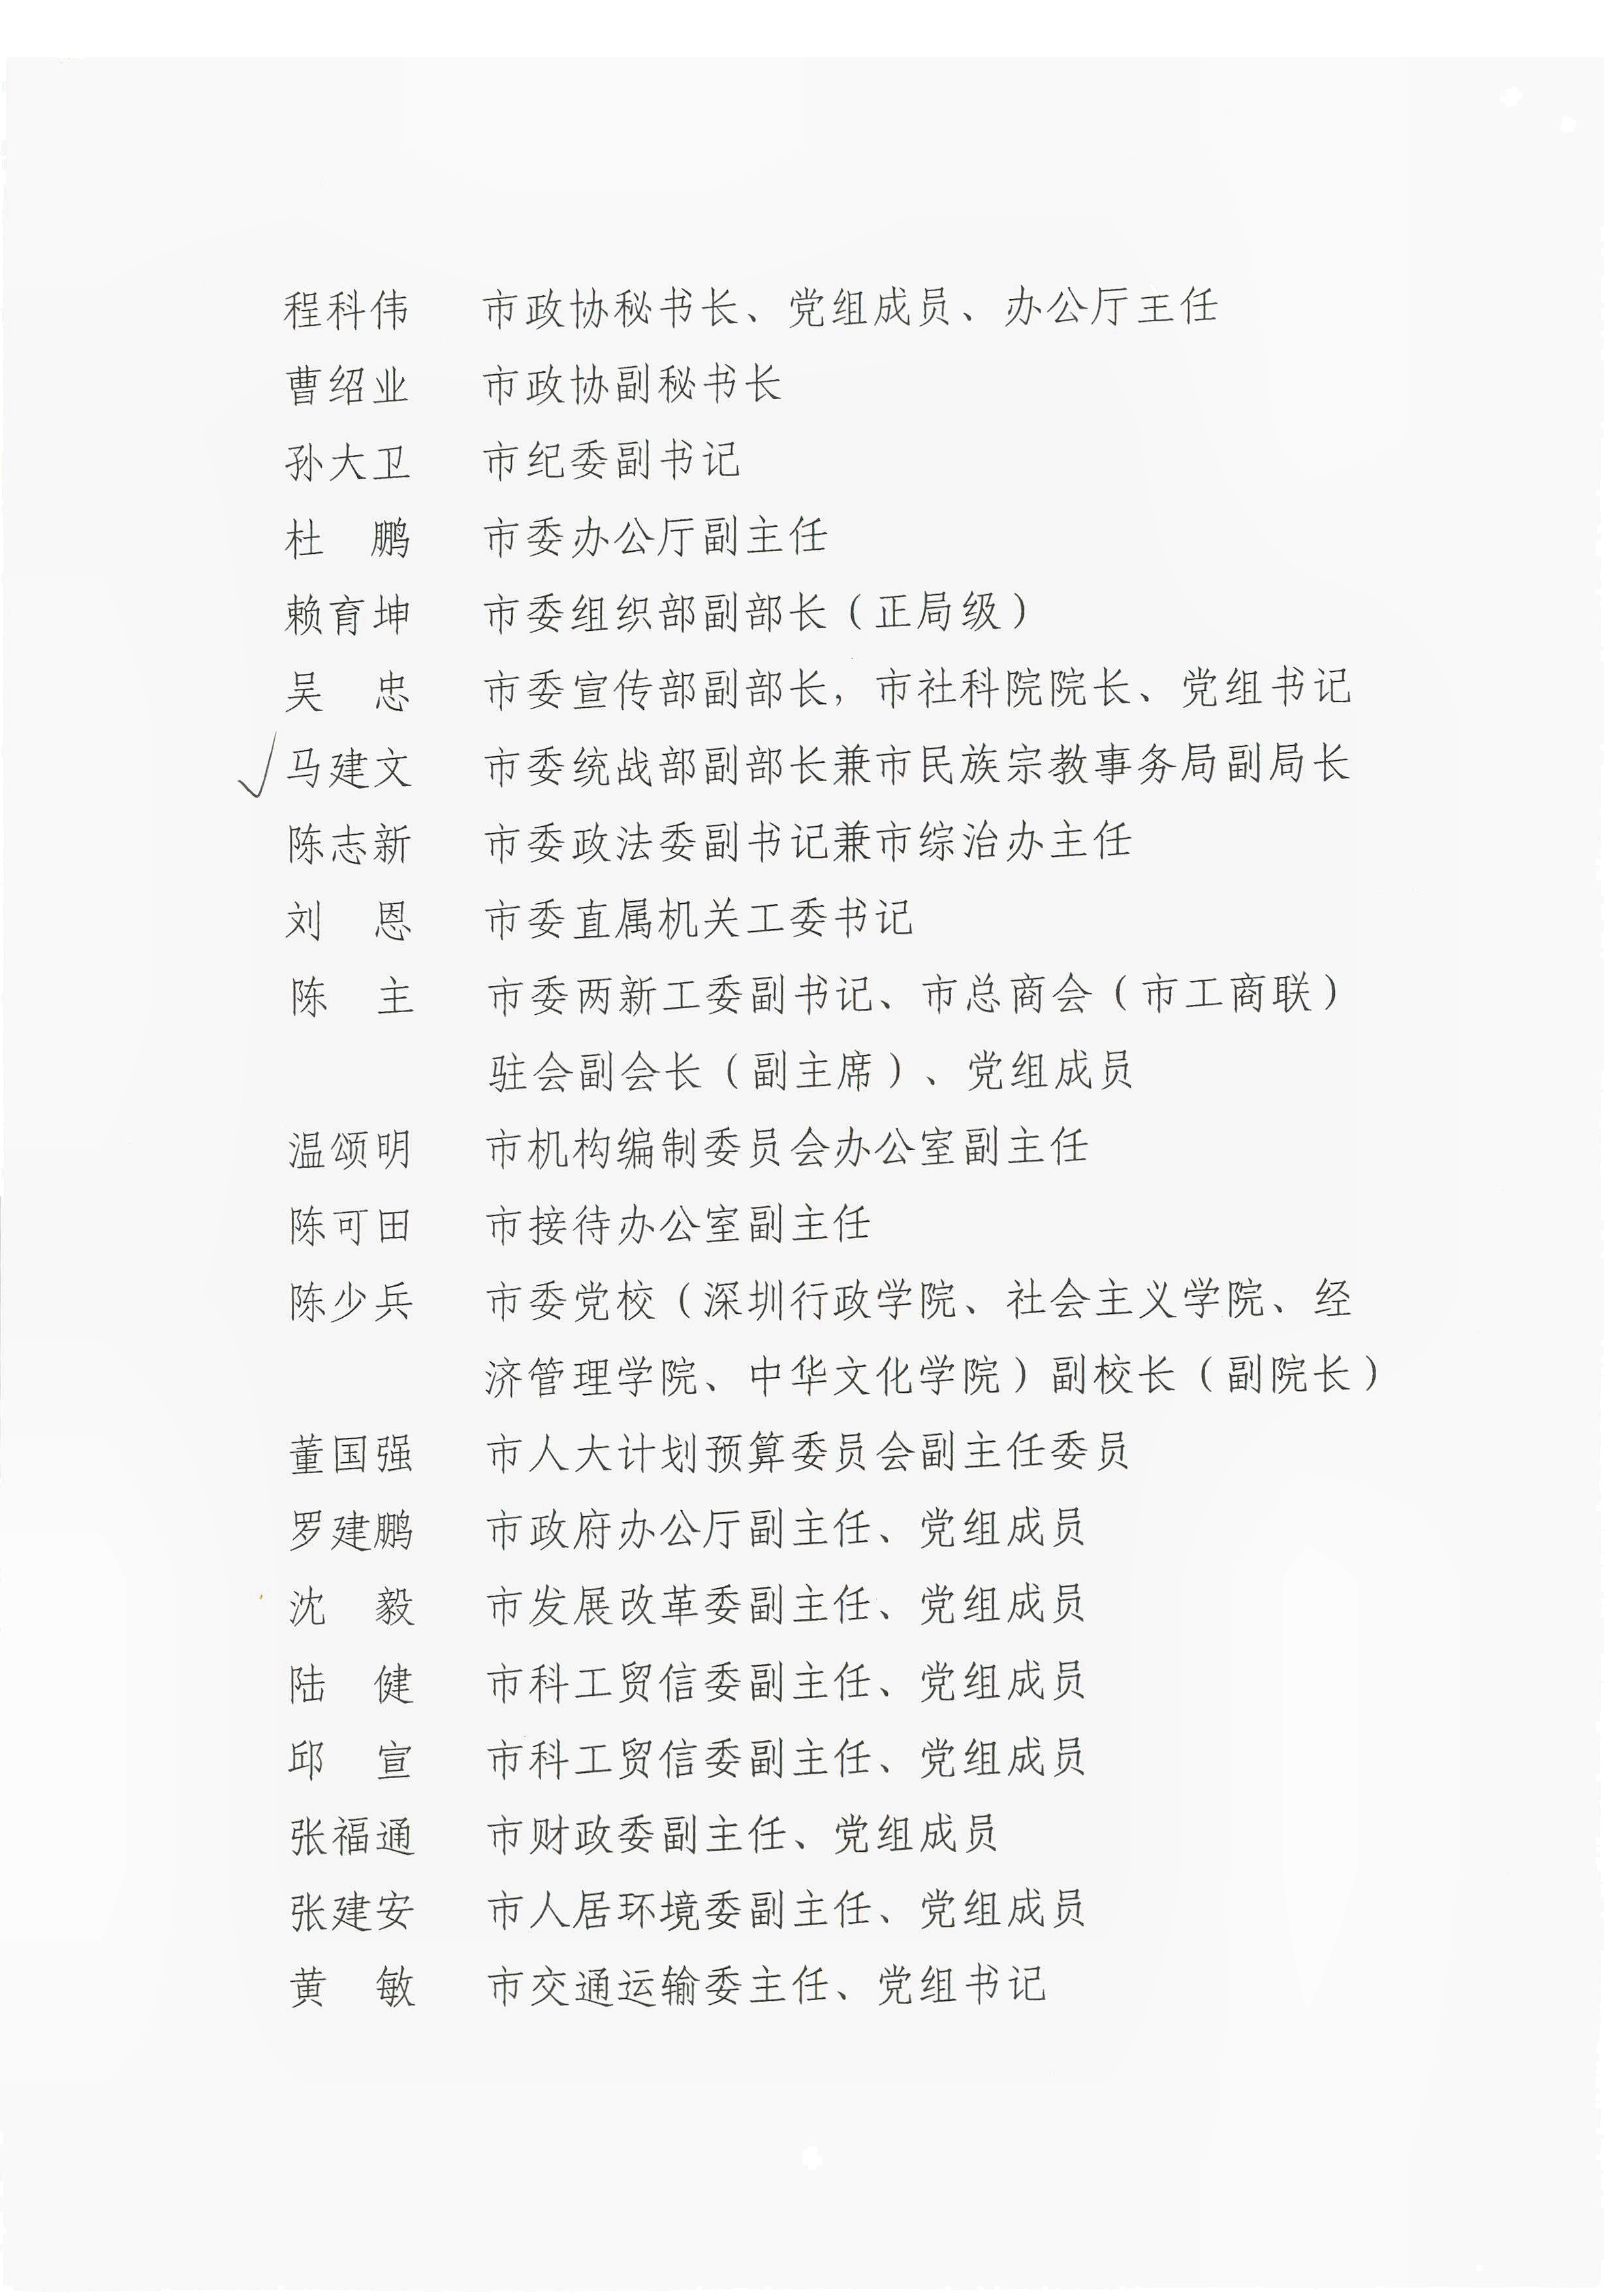 程科伟 市政协秘书长、党组成员、办公厅主任
曹绍业 市政协副秘书长
孙大卫 市纪委副书记
杜 鹏 市委办公厅副主任
赖育坤 市委组织部副部长（正局级）
吴 忠 市委宣传部副部长，市社科院院长、党组书记
马建文 市委统战部副部长兼市民族宗教事务局副局长
陈志新 市委政法委副书记兼市综治办主任
刘 恩 市委直属机关工委书记
陈 主 市委两新工委副书记、市总商会（市工商联）
驻会副会长（副主席）、党组成员
温颂明 市机构编制委员会办公室副主任
陈可田 市接待办公室副主任
陈少兵 市委党校（深圳行政学院、社会主义学院、经
济管理学院、中华文化学院）副校长（副院长）
董国强 市人大计划预算委员会副主任委员
罗建鹏 市政府办公厅副主任、党组成员
沈 毅 市发展改革委副主任、党组成员
陆 健 市科工贸信委副主任、党组成员
邱 宣 市科工贸信委副主任、党组成员
张福通 市财政委副主任、党组成员
张建安 市人居环境委副主任、党组成员
黄 敏 市交通运输委主任、党组书记